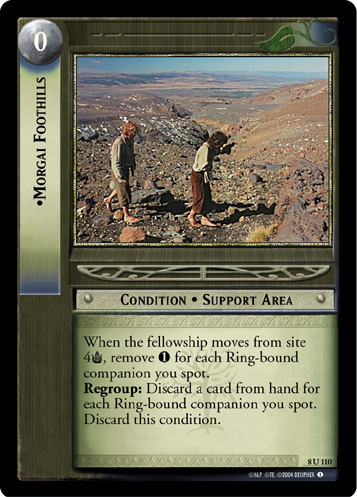 0
•Morgai Foothills
Condition • Support Area
When the fellowship moves from site
4, remove 1 for each Ring-bound
companion you spot.
Regroup: Discard a card from hand for
each Ring-bound companion you spot.
Discard this condition.
8 U 110
©NLP ™TE ©2004 DECIPHER